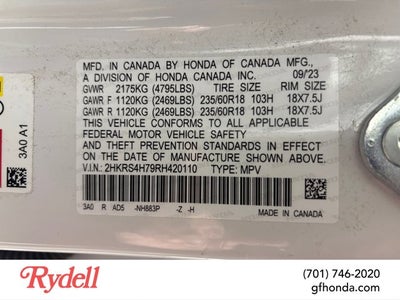 MFD. IN CANADA BY HONDA OF CANADA MFG.,
A DIVISION OF HONDA CANADA INC. 09/23
GVWR 2175KG (4795LBS) TIRE SIZE RIM SIZE
GAWR F 1120KG (2469LBS) 235/60R18 103H 18X7.5J
GAWR R 1120KG (2469LBS) 235/60R18 103H 18X7.5J
THIS VEHICLE CONFORMS TO ALL APPLICABLE
FEDERAL MOTOR VEHICLE SAFETY
AND THEFT PREVENTION STANDARDS IN EFFECT
ON THE DATE OF MANUFACTURE SHOWN ABOVE.
V.I.N.: 2HKRS4H79RH420110 TYPE: MPV
3A0 R AD5 -NH883P -Z -H
MADE IN CANADA
3A0 A1
Rydell
(701) 746-2020
gfhonda.com